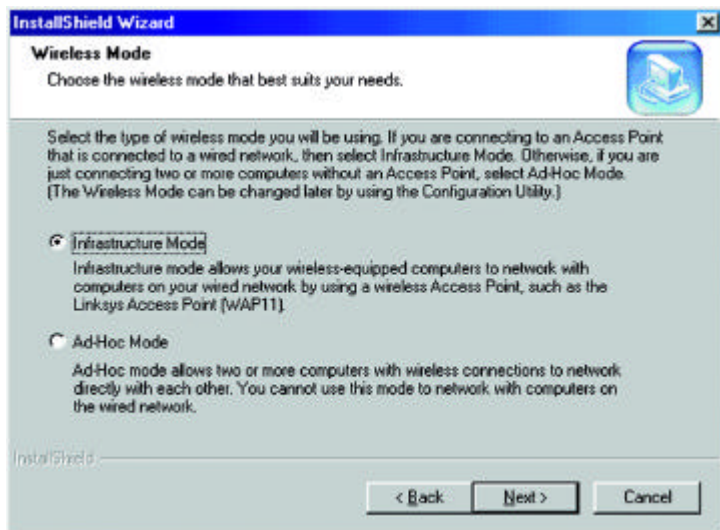 InstallShield Wizard
Wireless Mode
Choose the wireless mode that best suits your needs.
Select the type of wireless mode you will be using. If you are connecting to an Access Point
that is connected to a wired network, then select Infrastructure Mode. Otherwise, if you are
just connecting two or more computers without an Access Point, select Ad-Hoc Mode.
(The Wireless Mode can be changed later by using the Configuration Utility.)
Infrastructure Mode
Infrastructure mode allows your wireless-equipped computers to network with
computers on your wired network by using a wireless Access Point, such as the
Linksys Access Point (WAP11).
Ad-Hoc Mode
Ad-Hoc mode allows two or more computers with wireless connections to network
directly with each other. You cannot use this mode to network with computers on
the wired network.
InstallShield
< Back Next > Cancel